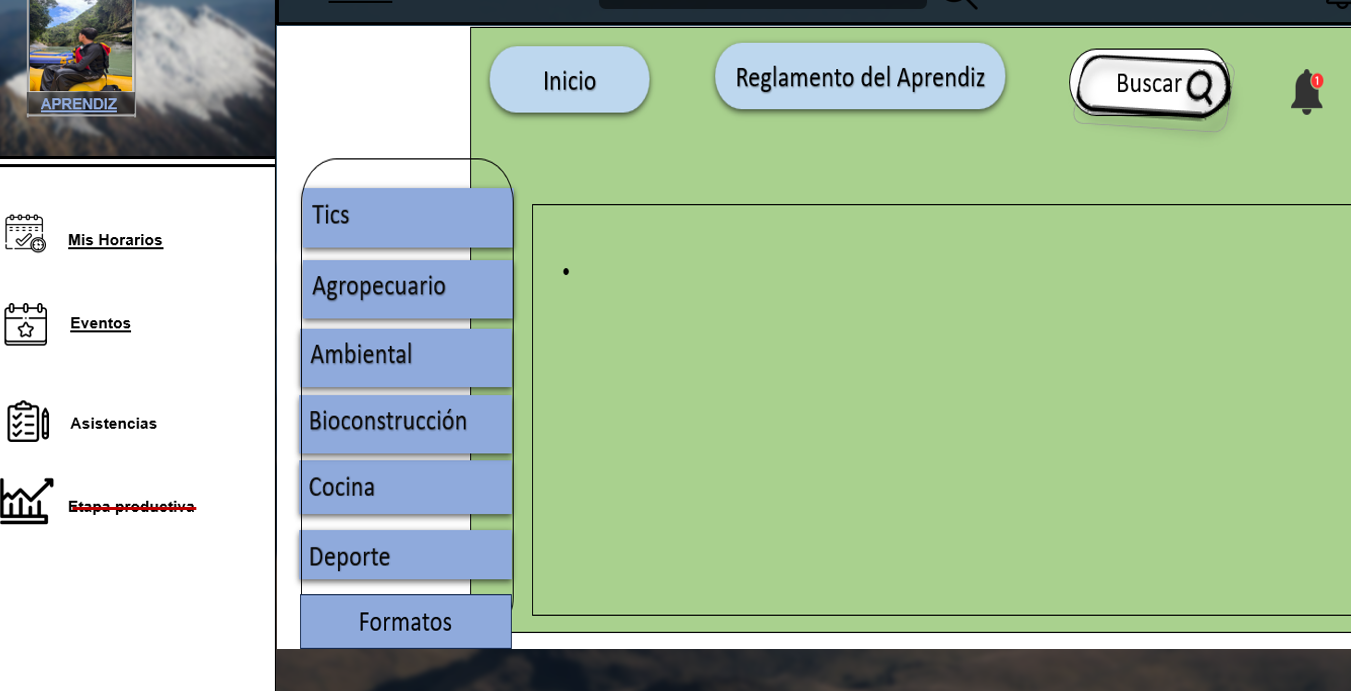 APRENDIZ
Mis Horarios
Eventos
Asistencias
Etapa productiva
Inicio
Reglamento del Aprendiz
Buscar
1
Tics
Agropecuario
Ambiental
Bioconstrucción
Cocina
Deporte
Formatos
•